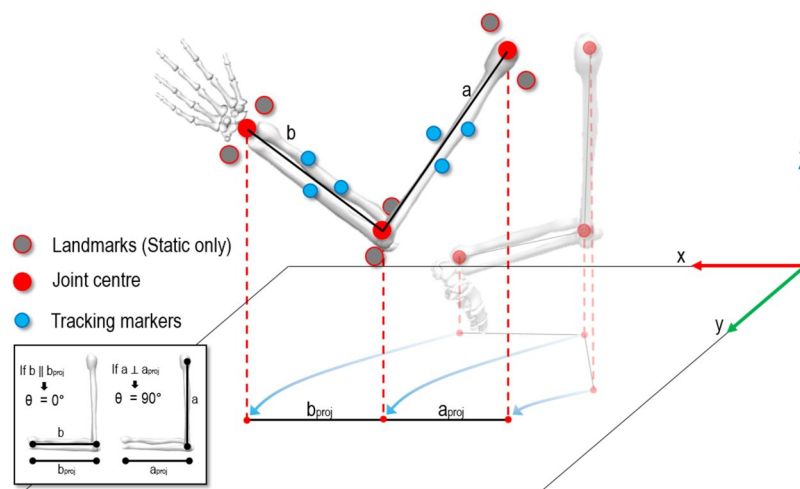 a
b
Landmarks (Static only)
Joint centre
Tracking markers
x
y
bproj
aproj
If b ∥ bproj
θ = 0°
b
bproj
If a ⊥ aproj
θ = 90°
a
aproj